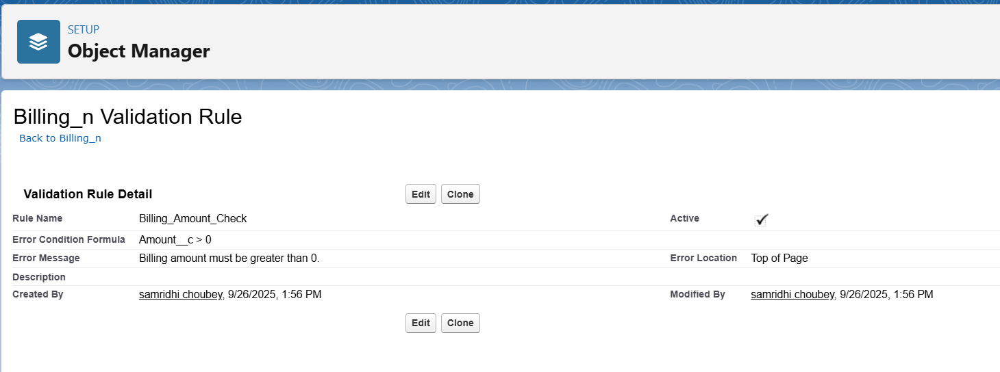 SETUP
Object Manager
Billing_n Validation Rule
Back to Billing_n
Validation Rule Detail Edit Clone
Rule Name Billing_Amount_Check Active
Error Condition Formula Amount__c > 0
Error Message Billing amount must be greater than 0. Error Location Top of Page
Description
Created By samridhi choubey, 9/26/2025, 1:56 PM Modified By samridhi choubey, 9/26/2025, 1:56 PM
Edit Clone